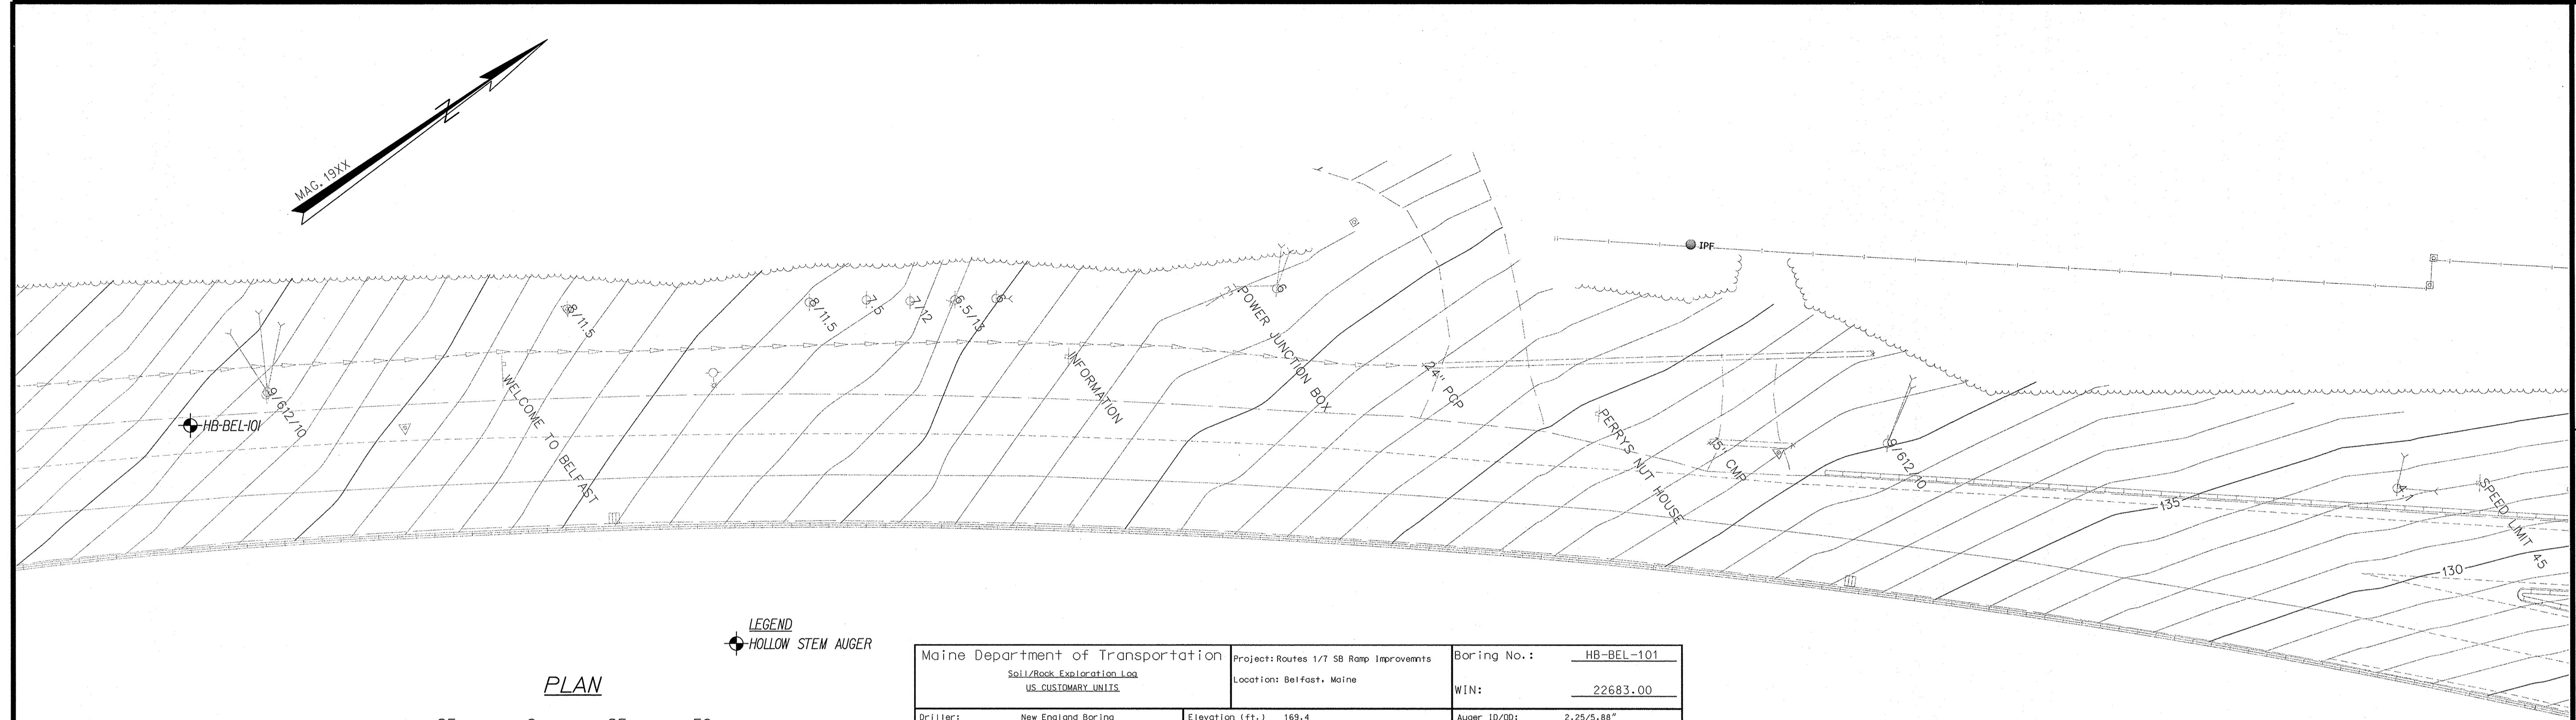 MAG. 19XX
N
IPF
8/11.5
8/11.5
7.5
7/12
6.5/13
6
6
POWER JUNCTION BOX
INFORMATION
24" PCP
9/612/10
HB-BEL-101
WELCOME TO BELFAST
PERRYS NUT HOUSE
15" CMP
9/612/10
4.1
SPEED LIMIT 45
135
130
LEGEND
HOLLOW STEM AUGER
PLAN
Maine Department of Transportation
Soil/Rock Exploration Log
US CUSTOMARY UNITS
Project: Routes 1/7 SB Ramp Improvemnts
Location: Belfast, Maine
Boring No.: HB-BEL-101
WIN: 22683.00
Driller: New England Boring
Elevation (ft.) 169.4
Auger ID/OD: 2.25/5.88"